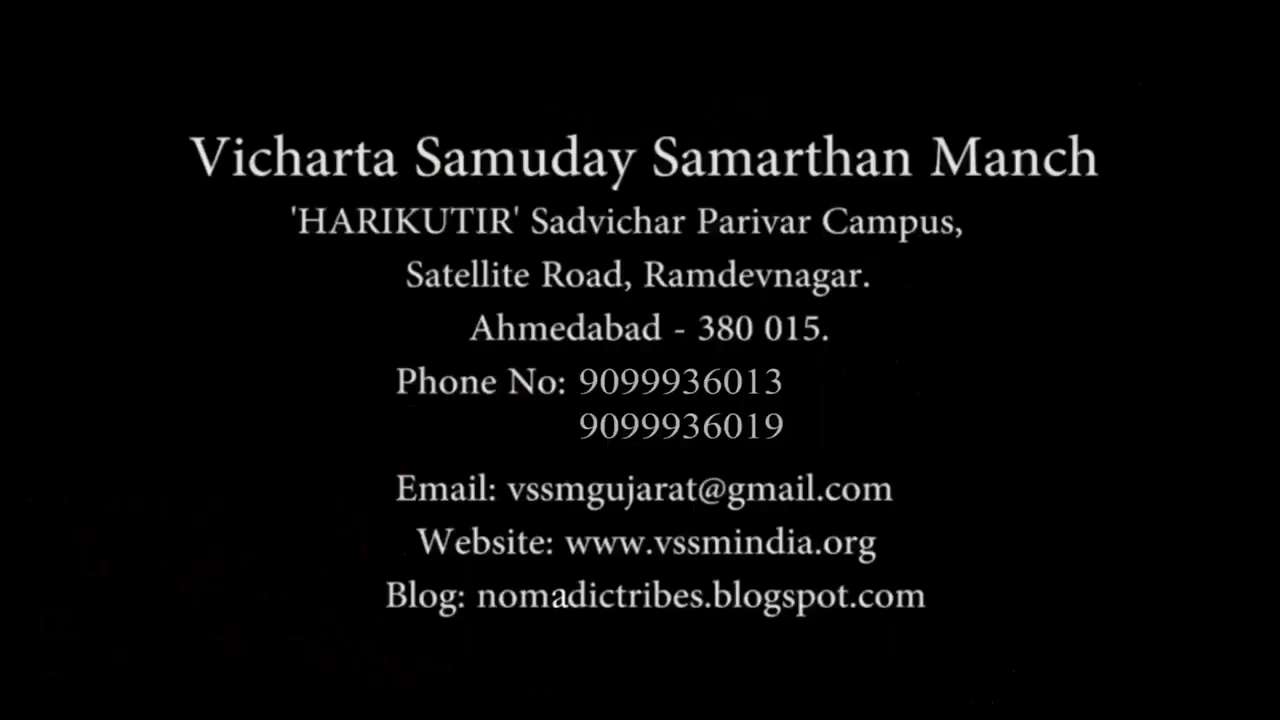 Vicharta Samuday Samarthan Manch
'HARIKUTIR' Sadvichar Parivar Campus,
Satellite Road, Ramdevnagar.
Ahmedabad - 380 015.
Phone No: 9099936013
9099936019
Email: vssmgujarat@gmail.com
Website: www.vssmindia.org
Blog: nomadictribes.blogspot.com